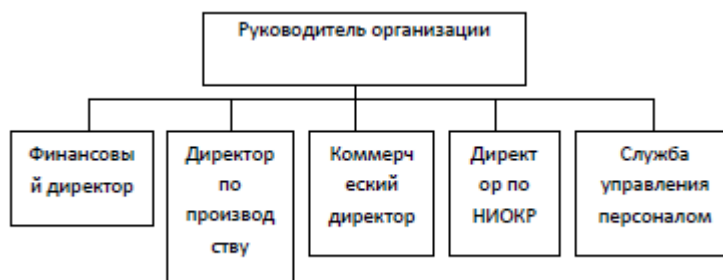 Руководитель организации
Финансовы
й директор
Директор
по
производ
ству
Коммерч
еский
директор
Директ
ор по
НИОКР
Служба
управления
персоналом